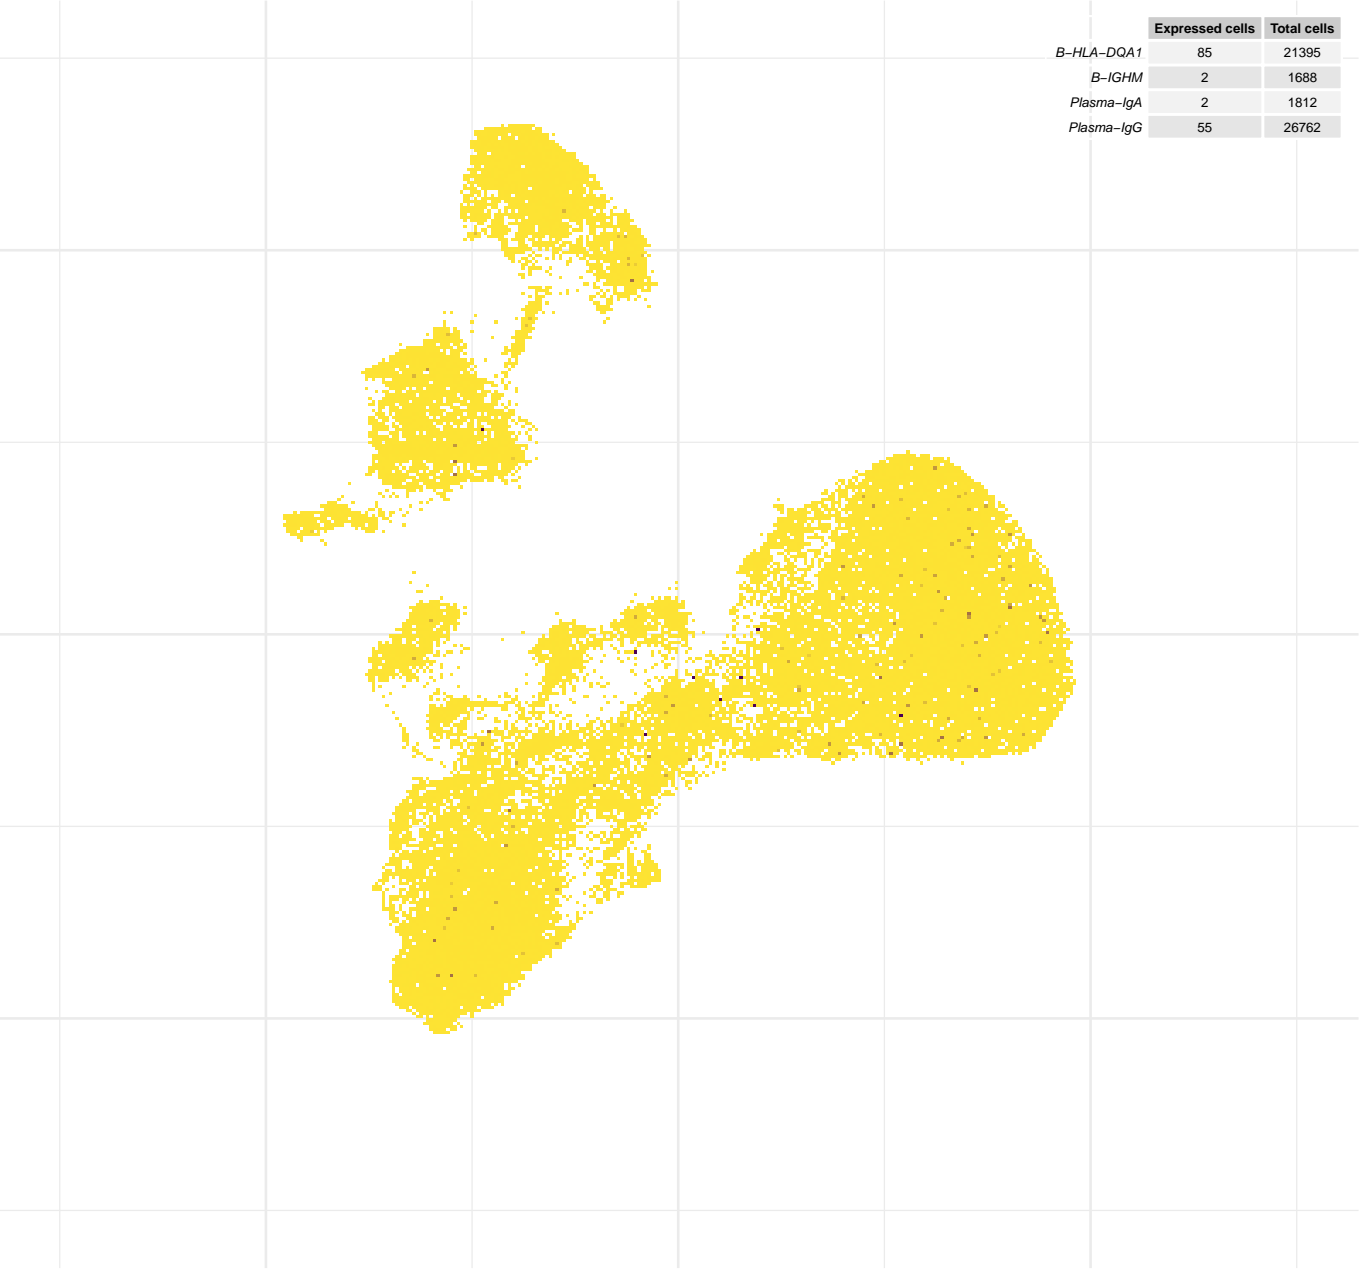 Expressed cells Total cells
B−HLA−DQA1 85 21395
B−IGHM 2 1688
Plasma−IgA 2 1812
Plasma−IgG 55 26762